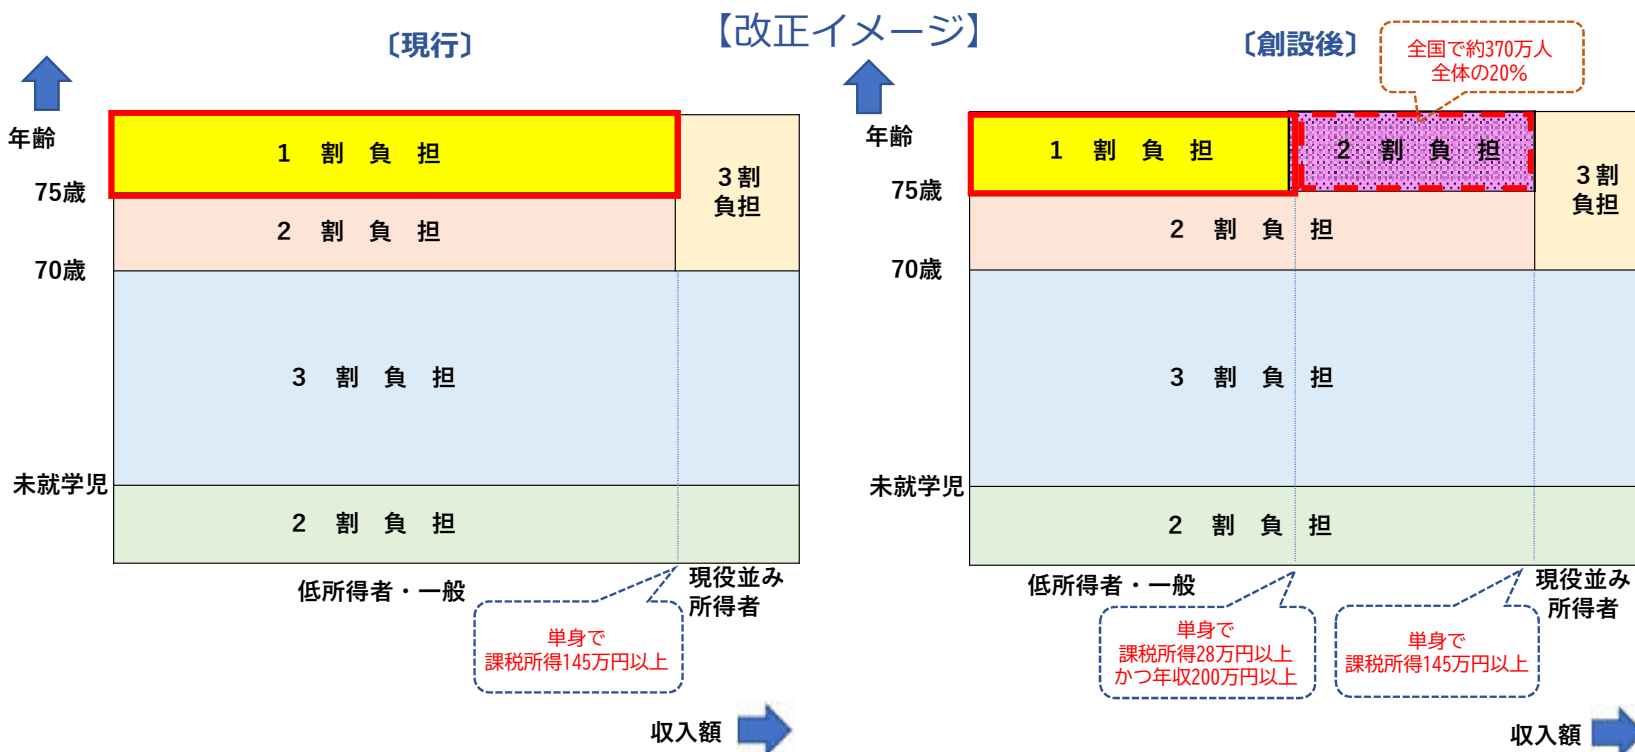 【改正イメージ】
〔現行〕
年齢
75歳
70歳
未就学児
1 割 負 担
3割
負担
2 割 負 担
3 割 負 担
2 割 負 担
低所得者・一般
現役並み
所得者
単身で
課税所得145万円以上
収入額
〔創設後〕
全国で約370万人
全体の20%
年齢
75歳
70歳
未就学児
1 割 負 担
2 割 負 担
3割
負担
2 割 負 担
3 割 負 担
2 割 負 担
低所得者・一般
現役並み
所得者
単身で
課税所得28万円以上
かつ年収200万円以上
単身で
課税所得145万円以上
収入額